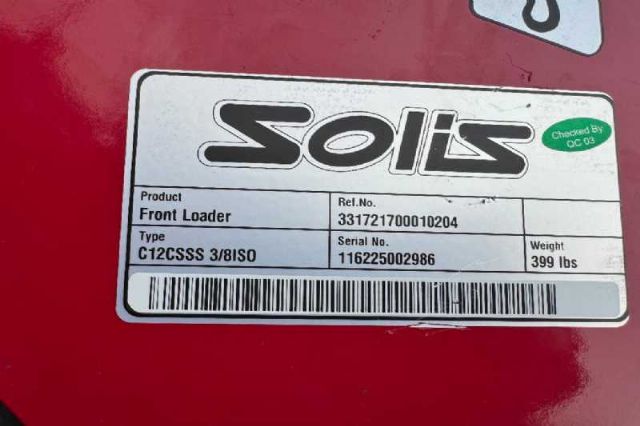 Solis
Checked By
QC 03
Product
Front Loader
Ref.No.
331721700010204
Type
C12CSSS 3/8ISO
Serial No.
116225002986
Weight
399 lbs